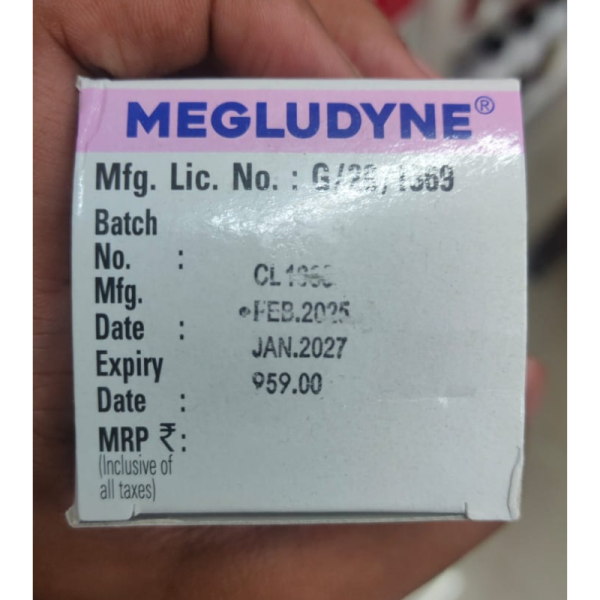 MEGLUDYNE®
Mfg. Lic. No. :
Batch
No. :
Mfg.
Date :
Expiry
Date :
MRP ₹:
(Inclusive of
all taxes)
FEB.2025
JAN.2027
959.00